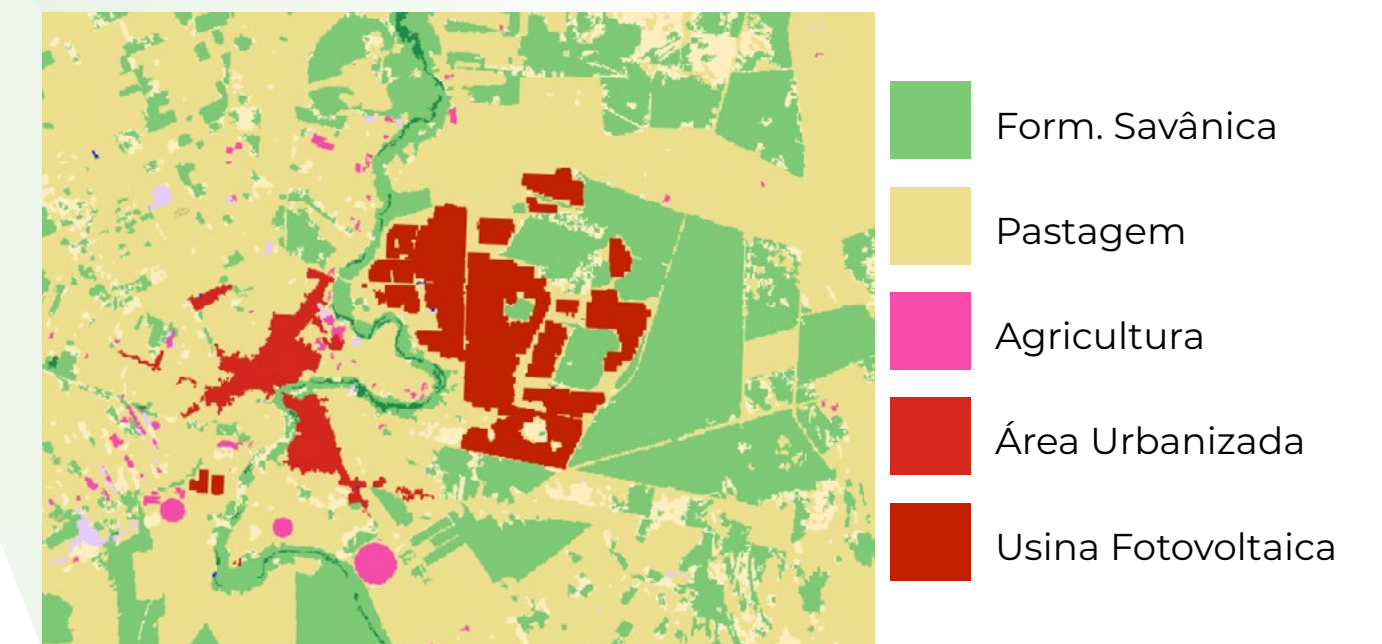 Form. Savânica
Pastagem
Agricultura
Área Urbanizada
Usina Fotovoltaica